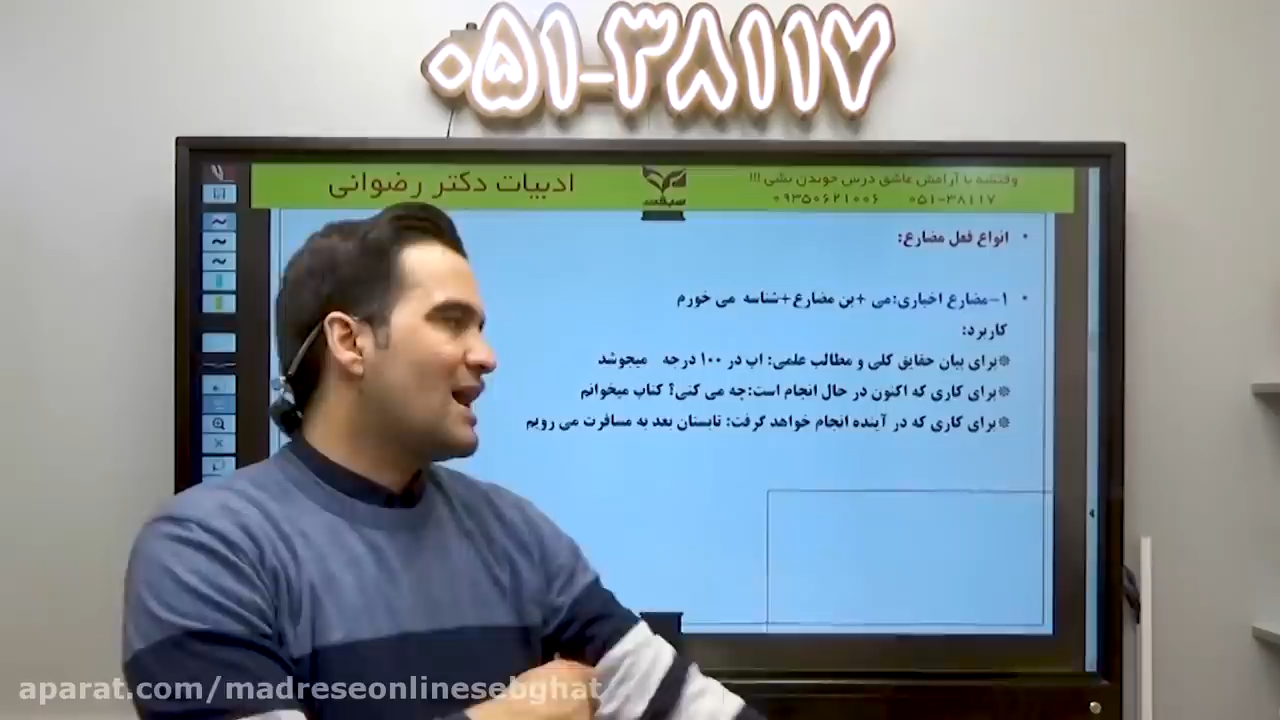 ۰۵۱-۳۸۱۱۷
ادبیات دکتر رضوانی
وقتشه با آرامش عاشق درس خوندن بشی !!!
۰۵۱-۳۸۱۱۷ ۰۹۳۵۰۶۲۱۰۰۶
سبقت
• انواع فعل مضارع:
• ۱-مضارع اخباری:می +بن مضارع+شناسه می خورم
کاربرد:
※برای بیان حقایق کلی و مطالب علمی: اب در ۱۰۰ درجه میجوشد
※برای کاری که اکنون در حال انجام است:چه می کنی؟ کتاب میخوانم
※برای کاری که در آینده انجام خواهد گرفت: تابستان بعد به مسافرت می رویم
aparat.com/madreseonlinesebghat